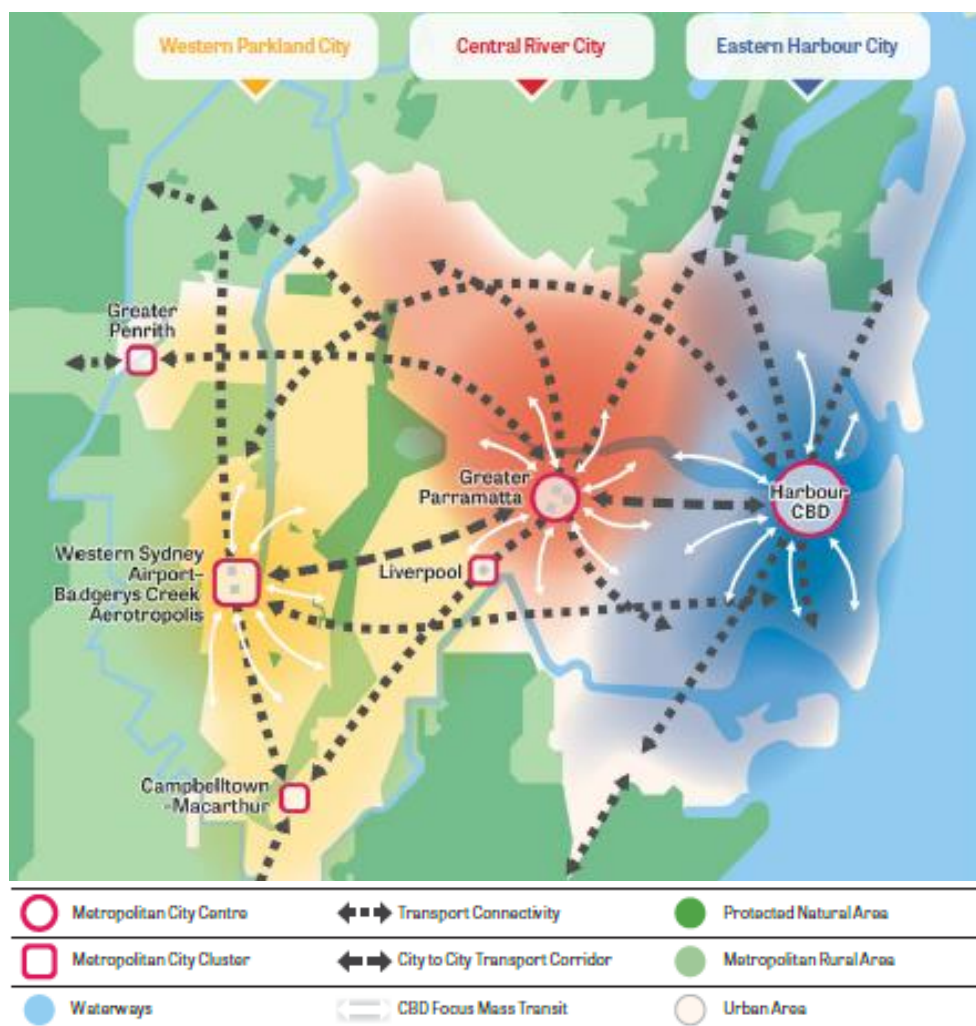 Western Parkland City
Central River City
Eastern Harbour City
Greater
Penrith
Greater
Parramatta
Harbour
CBD
Western Sydney
Airport–
Badgerys Creek
Aerotropolis
Liverpool
Campbelltown
-Macarthur
Metropolitan City Centre
Transport Connectivity
Protected Natural Area
Metropolitan City Cluster
City to City Transport Corridor
Metropolitan Rural Area
Waterways
CBD Focus Mass Transit
Urban Area